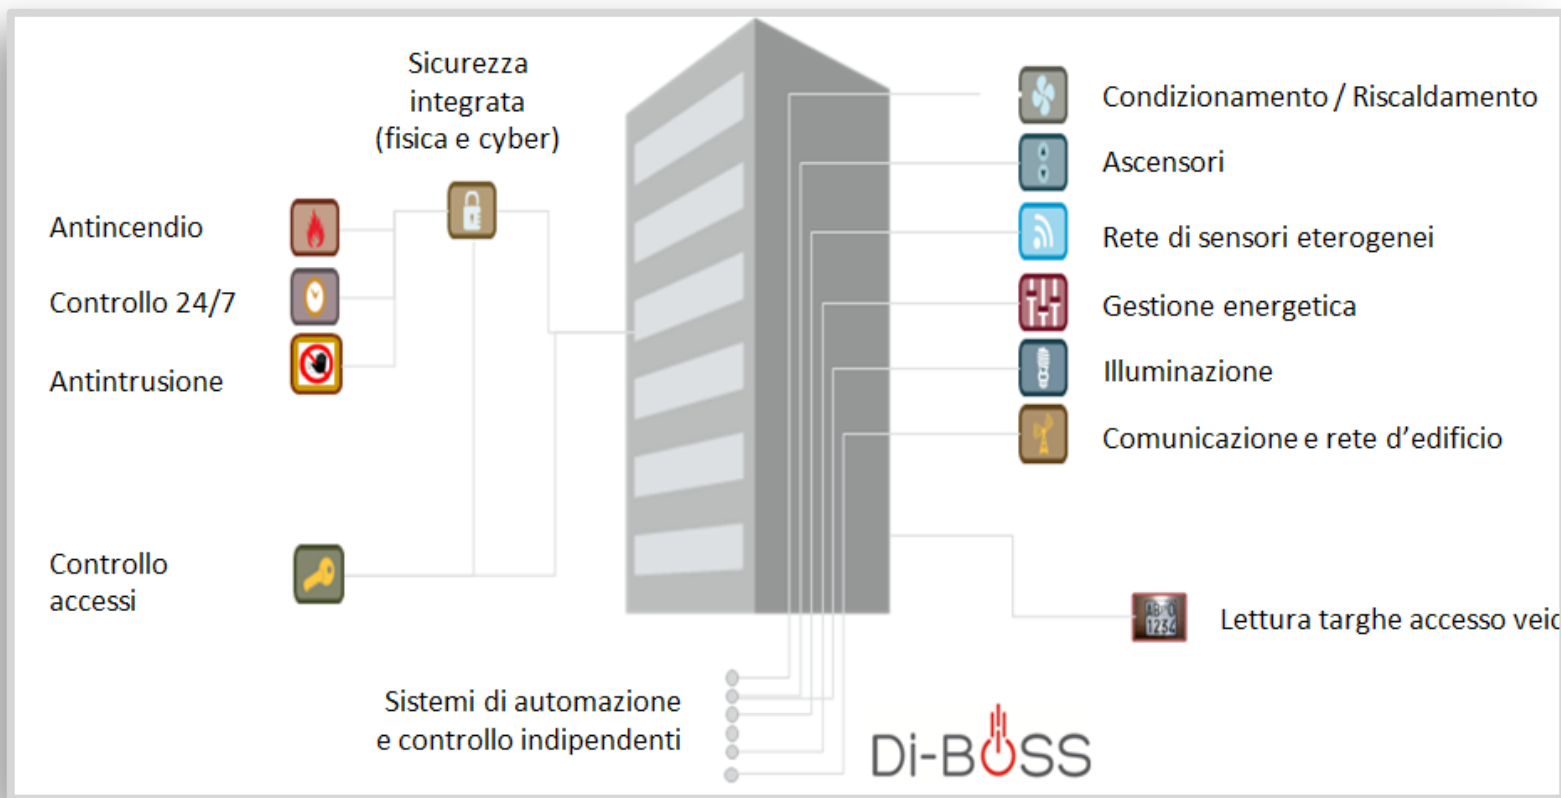 Sicurezza
integrata
(fisica e cyber)
Antincendio
Controllo 24/7
Antintrusione
Controllo
accessi
Condizionamento / Riscaldamento
Ascensori
Rete di sensori eterogenei
Gestione energetica
Illuminazione
Comunicazione e rete d’edificio
Lettura targhe accesso
1234
Sistemi di automazione
e controllo indipendenti
Di-BOSS